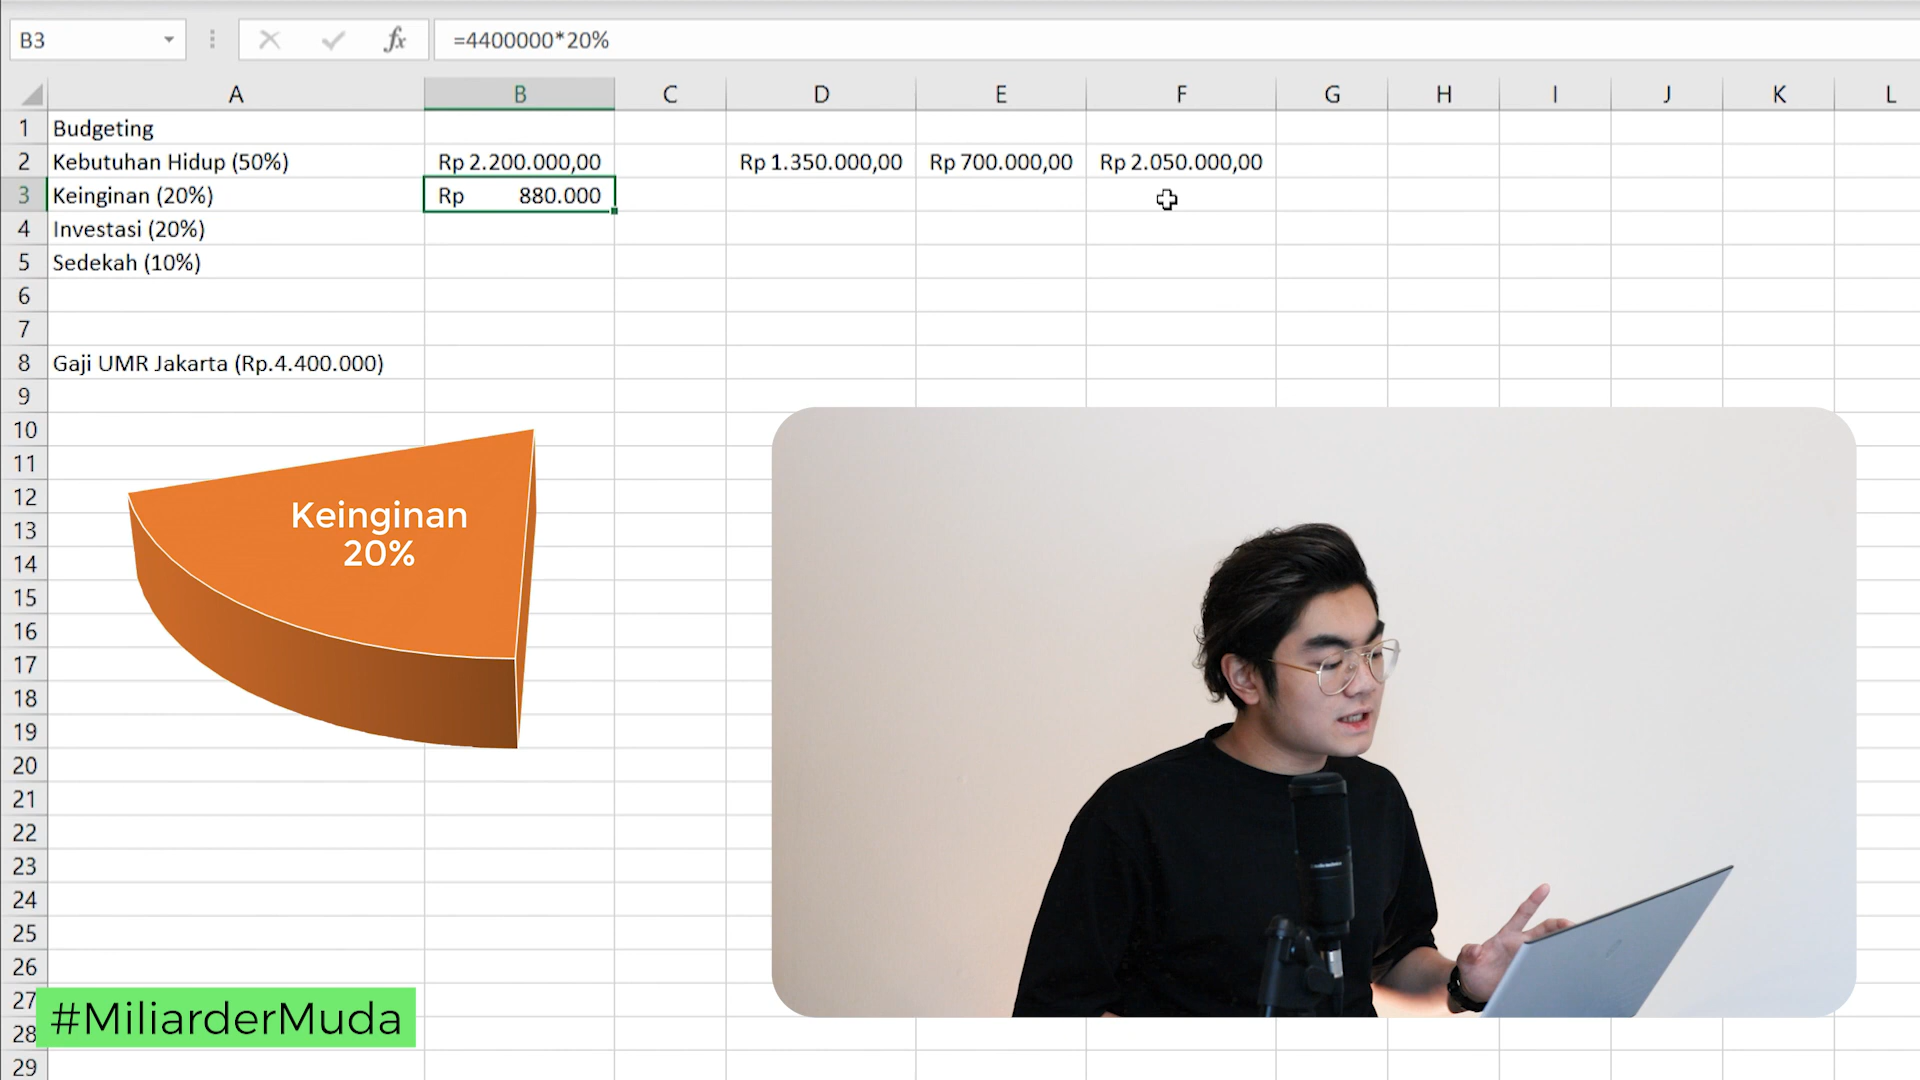 B3
fx
=4400000*20%
A B C D E F G H I J K L
1 Budgeting
2 Kebutuhan Hidup (50%) Rp 2.200.000,00 Rp 1.350.000,00 Rp 700.000,00 Rp 2.050.000,00
3 Keinginan (20%) Rp 880.000
4 Investasi (20%)
5 Sedekah (10%)
6
7
8 Gaji UMR Jakarta (Rp.4.400.000)
9
10
11
12
13
14
15
16
17
18
19
20
21
22
23
24
25
26
27
28
29
Keinginan
20%
#MiliarderMuda